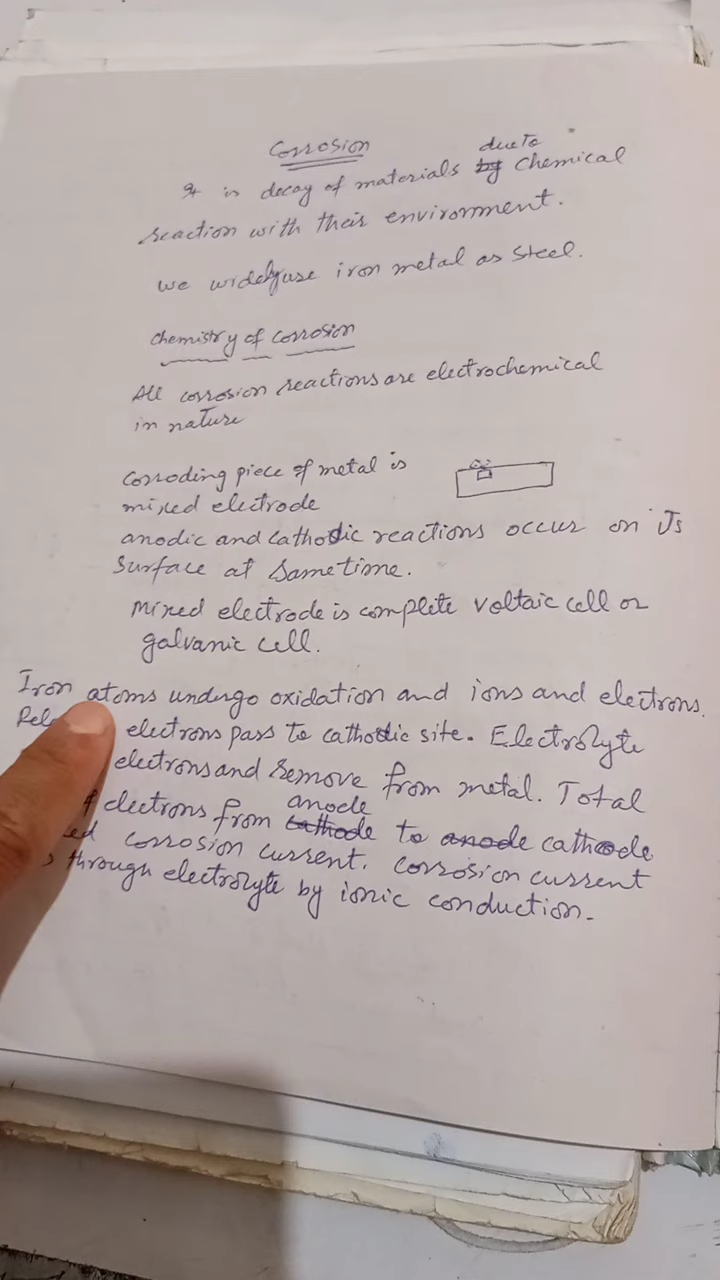 Corrosion
It is decay of materials due to chemical
reaction with their environment.
we widely use iron metal as steel.
Chemistry of corrosion
All corrosion reactions are electrochemical
in nature
Corroding piece of metal is
mixed electrode
anodic and cathodic reactions occur on its
surface at same time.
mixed electrode is complete voltaic cell or
galvanic cell.
Iron atoms undergo oxidation and ions and electrons.
electrons pass to cathodic site. Electrolyte
electrons and remove from metal. Total
electrons from anode to cathode
corrosion current. Corrosion current
through electrolyte by ionic conduction.